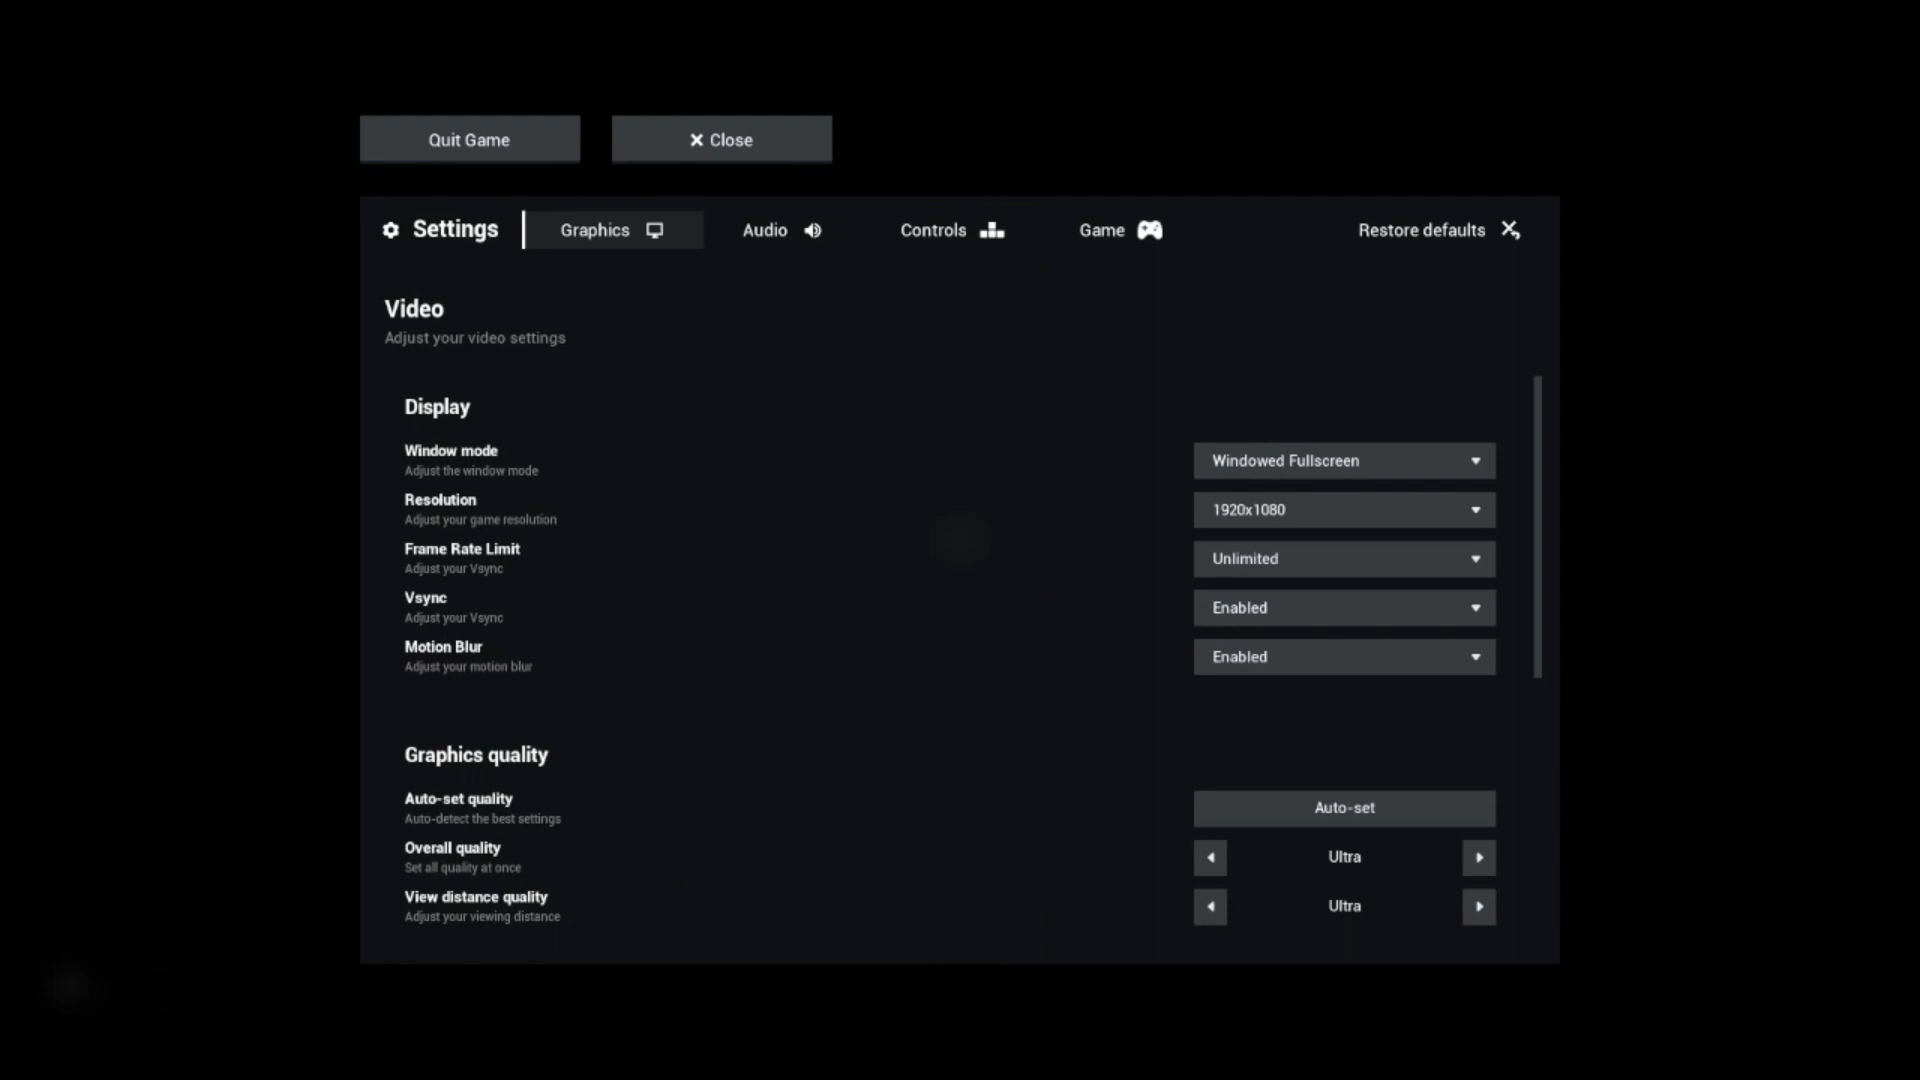 Quit Game
Close
Settings
Graphics
Audio
Controls
Game
Restore defaults
Video
Adjust your video settings
Display
Window mode
Adjust the window mode
Windowed Fullscreen
Resolution
Adjust your game resolution
1920x1080
Frame Rate Limit
Adjust your Vsync
Unlimited
Vsync
Adjust your Vsync
Enabled
Motion Blur
Adjust your motion blur
Enabled
Graphics quality
Auto-set quality
Auto-detect the best settings
Auto-set
Overall quality
Set all quality at once
Ultra
View distance quality
Adjust your viewing distance
Ultra